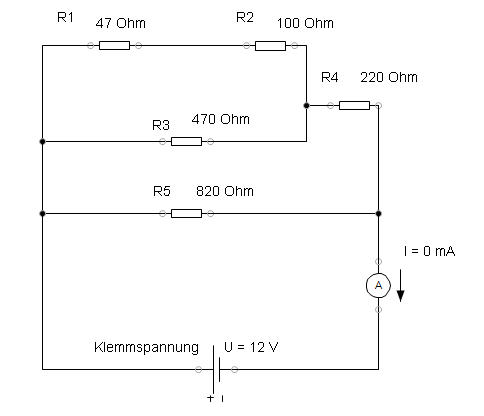 R1 47 Ohm R2 100 Ohm
R4 220 Ohm
R3 470 Ohm
R5 820 Ohm
I = 0 mA
A
Klemmspannung U = 12 V